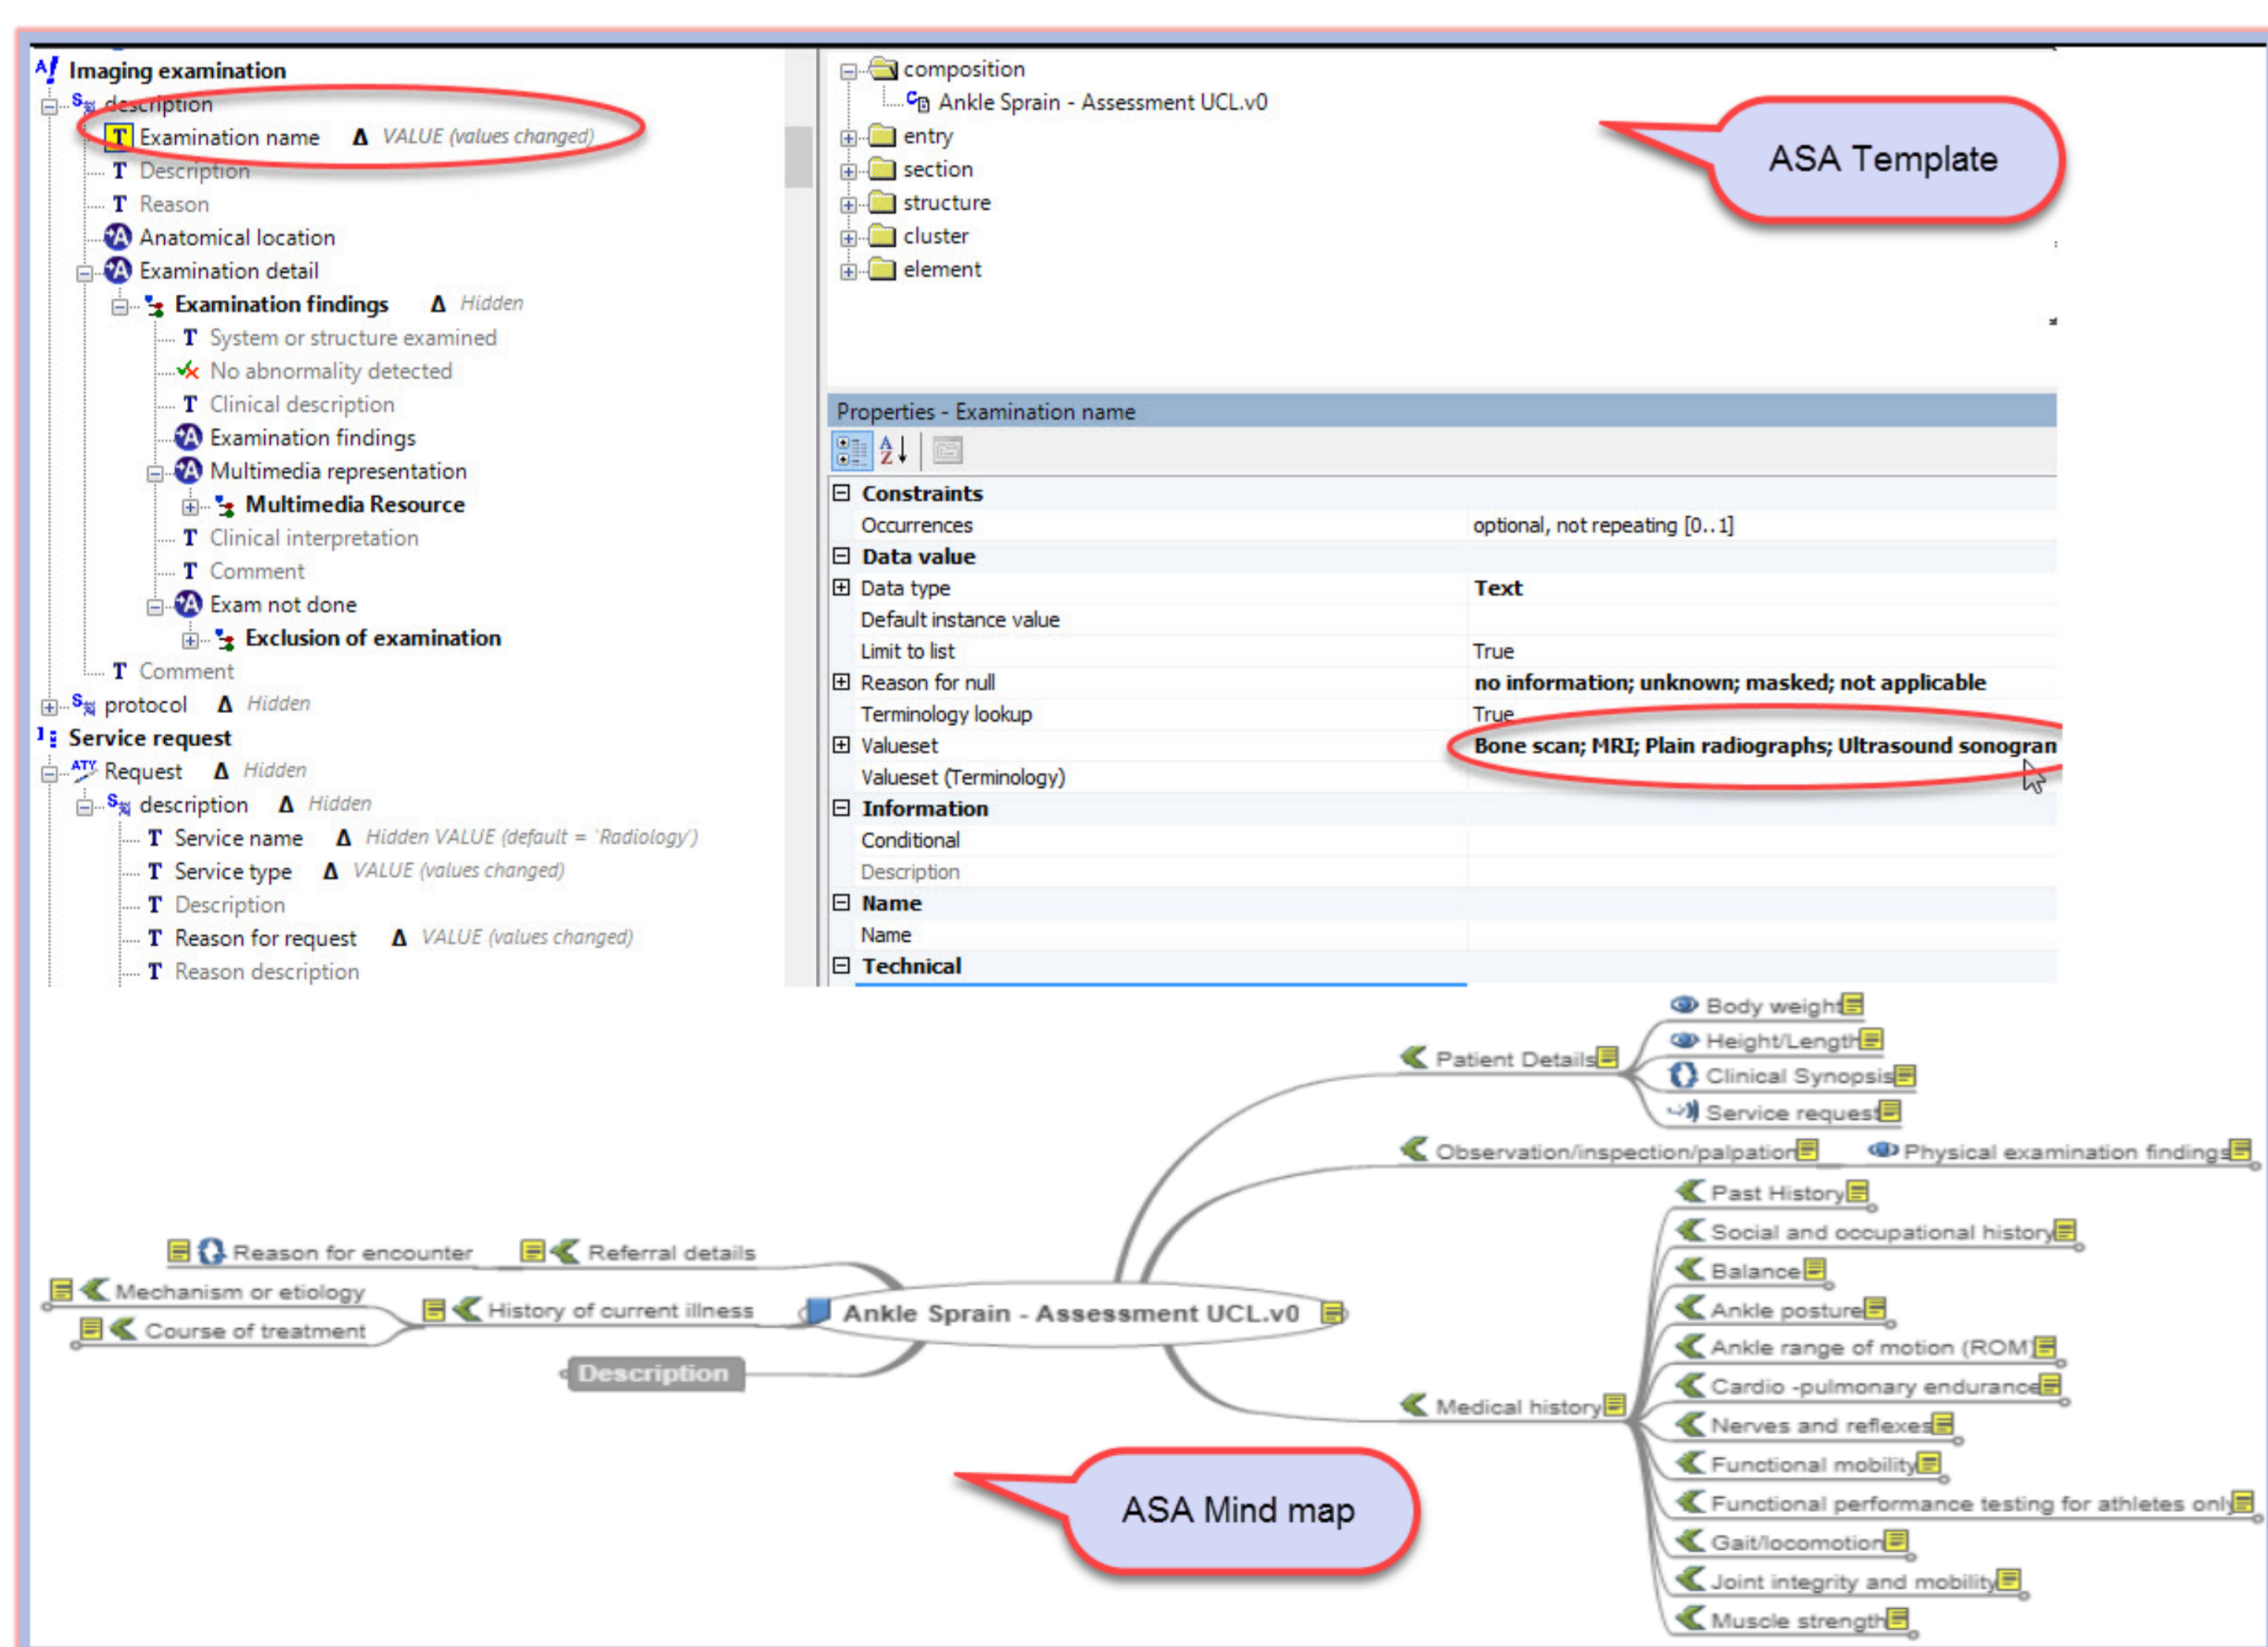 Imaging examination
description
Examination name Δ VALUE (values changed)
Description
Reason
Anatomical location
Examination detail
Examination findings Δ Hidden
System or structure examined
No abnormality detected
Clinical description
Examination findings
Multimedia representation
Multimedia Resource
Clinical interpretation
Comment
Exam not done
Exclusion of examination
Comment
protocol Δ Hidden
Service request
Request Δ Hidden
description Δ Hidden
Service name Δ Hidden VALUE (default = 'Radiology')
Service type Δ VALUE (values changed)
Description
Reason for request Δ VALUE (values changed)
Reason description
composition
Ankle Sprain - Assessment UCL.v0
entry
section
structure
cluster
element
ASA Template
Properties - Examination name
Constraints
Occurrences optional, not repeating [0..1]
Data value
Data type Text
Default instance value
Limit to list True
Reason for null no information; unknown; masked; not applicable
Terminology lookup True
Valueset Bone scan; MRI; Plain radiographs; Ultrasound sonogran
Valueset (Terminology)
Information
Conditional
Description
Name
Name
Technical
Reason for encounter
Referral details
Mechanism or etiology
Course of treatment
History of current illness
Description
Ankle Sprain - Assessment UCL.v0
Patient Details
Body weight
Height/Length
Clinical Synopsis
Service request
Observation/inspection/palpation
Physical examination findings
Medical history
Past History
Social and occupational history
Balance
Ankle posture
Ankle range of motion (ROM)
Cardio -pulmonary endurance
Nerves and reflexes
Functional mobility
Functional performance testing for athletes only
Gait/locomotion
Joint integrity and mobility
Muscle strength
ASA Mind map